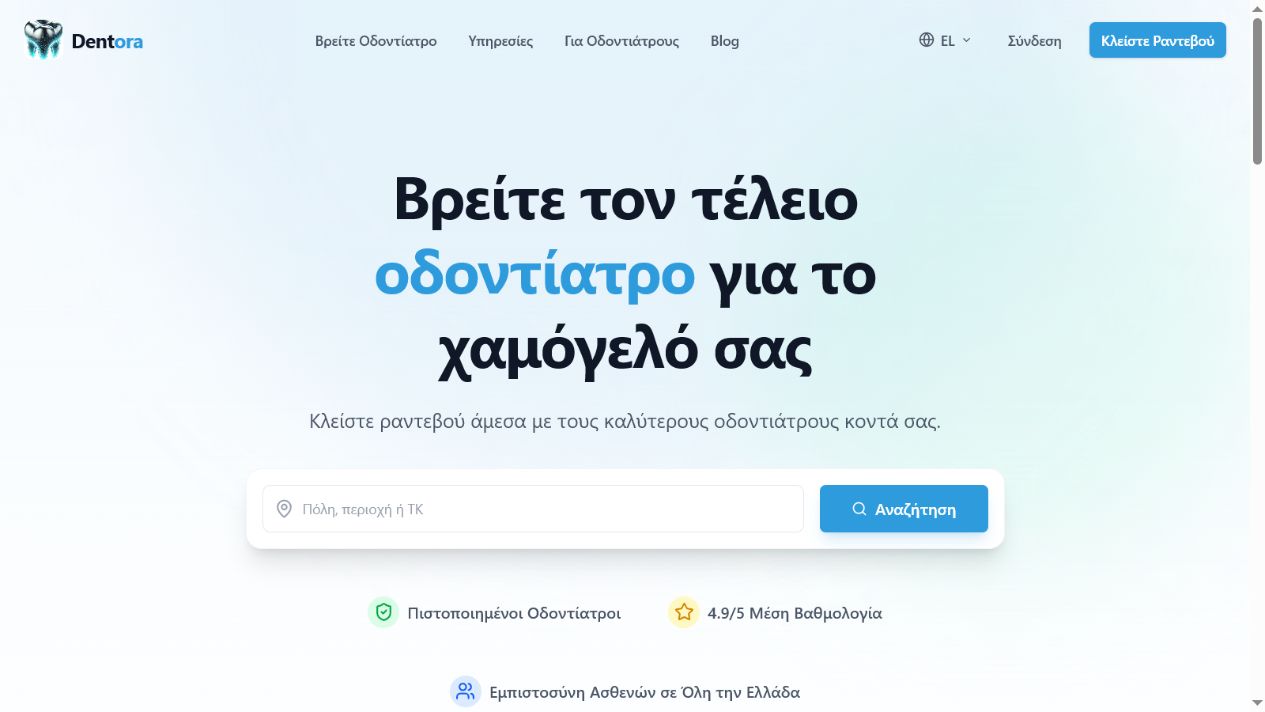 Dentora
Βρείτε Οδοντίατρο
Υπηρεσίες
Για Οδοντιάτρους
Blog
EL
Σύνδεση
Κλείστε Ραντεβού
Βρείτε τον τέλειο
οδοντίατρο για το
χαμόγελό σας
Κλείστε ραντεβού άμεσα με τους καλύτερους οδοντιάτρους κοντά σας.
Πόλη, περιοχή ή ΤΚ
Αναζήτηση
Πιστοποιημένοι Οδοντίατροι
4.9/5 Μέση Βαθμολογία
Εμπιστοσύνη Ασθενών σε Όλη την Ελλάδα